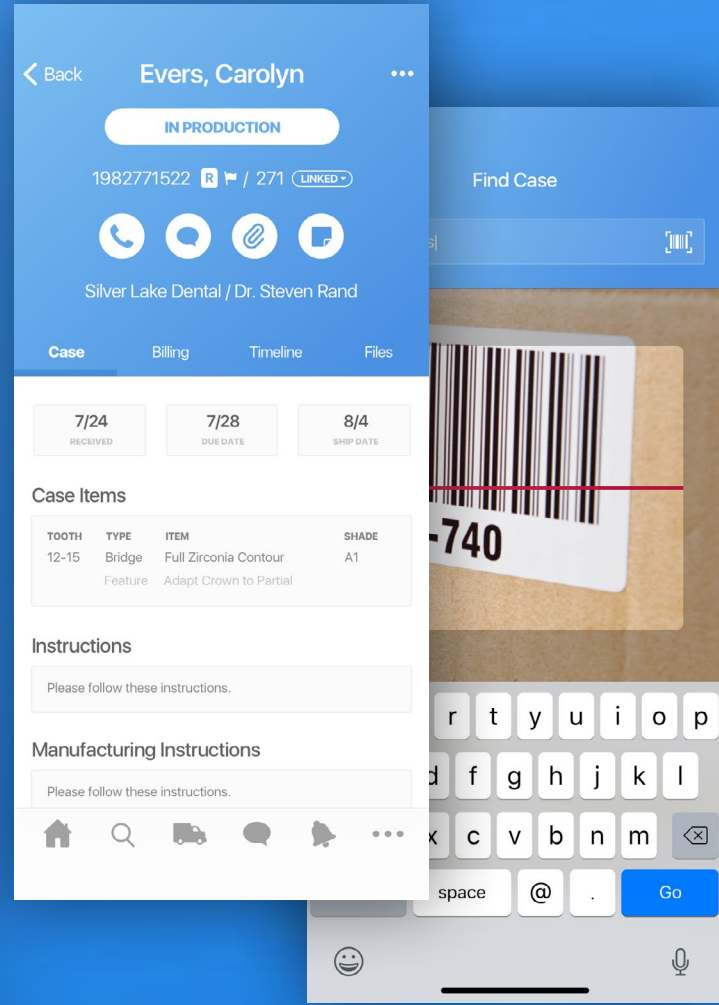 Back Evers, Carolyn •••
IN PRODUCTION
1982771522 R / 271 LINKED
Silver Lake Dental / Dr. Steven Rand
Case Billing Timeline Files
7/24 7/28 8/4
RECEIVED DUE DATE SHIP DATE
Case Items
TOOTH TYPE ITEM SHADE
12-15 Bridge Full Zirconia Contour A1
Feature Adapt Crown to Partial
Instructions
Please follow these instructions.
Manufacturing Instructions
Please follow these instructions.
Find Case
s
-740
r t y u i o p
d f g h j k l
x c v b n m
space @ . Go